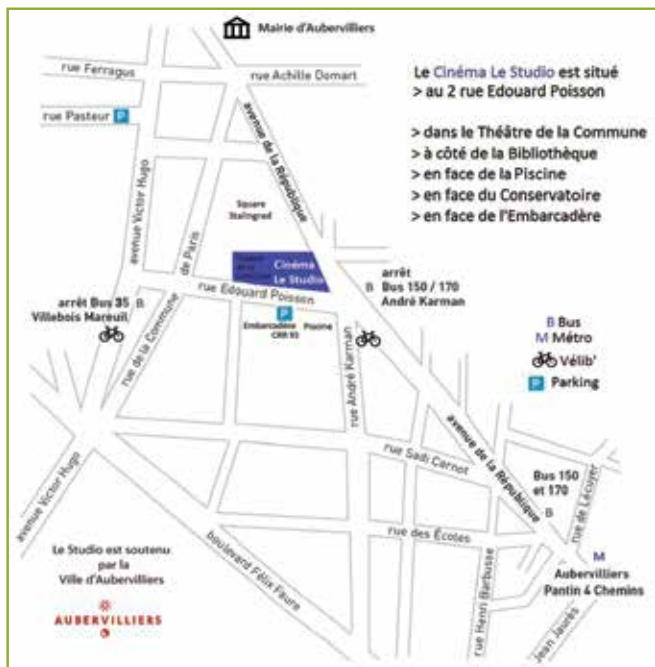 Mairie d'Aubervilliers
rue Ferragus
rue Achille Domart
rue Pasteur
P
avenue de la République
avenue Victor Hugo
Square
Stalingrad
de Paris
Cinéma
Le Studio
rue Edouard Poisson
P
Embarcadère
CRR 93
Piscine
arrêt
B Bus 150 / 170
André Karman
arrêt Bus 35 B
Villebois Mareuil
rue de la Commune
rue André Karman
avenue de la République
rue Sadi Carnot
Bus 150
et 170
B
rue de Lécuyer
avenue Victor Hugo
rue des Écoles
boulevard Félix Faure
rue Henri Barbusse
M
Aubervilliers
Pantin 4 Chemins
Jean Jaurès
Le Cinéma Le Studio est situé
> au 2 rue Edouard Poisson
> dans le Théâtre de la Commune
> à côté de la Bibliothèque
> en face de la Piscine
> en face du Conservatoire
> en face de l'Embarcadère
B Bus
M Métro
Vélib'
P Parking
Le Studio est soutenu
par la
Ville d'Aubervilliers
AUBERVILLIERS